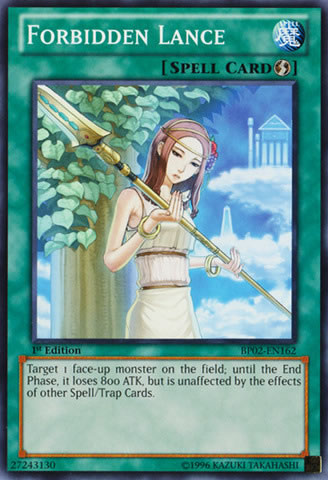 Forbidden Lance
魔
[Spell Card]
1st Edition
BP02-EN162
Target 1 face-up monster on the field; until the End
Phase, it loses 800 ATK, but is unaffected by the effects
of other Spell/Trap Cards.
27243130
©1996 KAZUKI TAKAHASHI